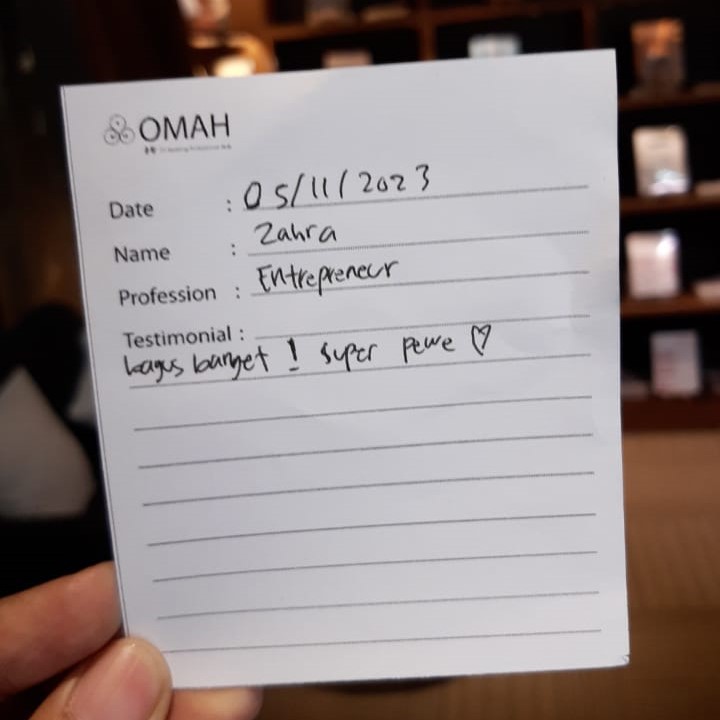 OMAH
Date : 05/11/2023
Name : Zahra
Profession : Entrepreneur
Testimonial :
bagus banget ! super pewe ♡